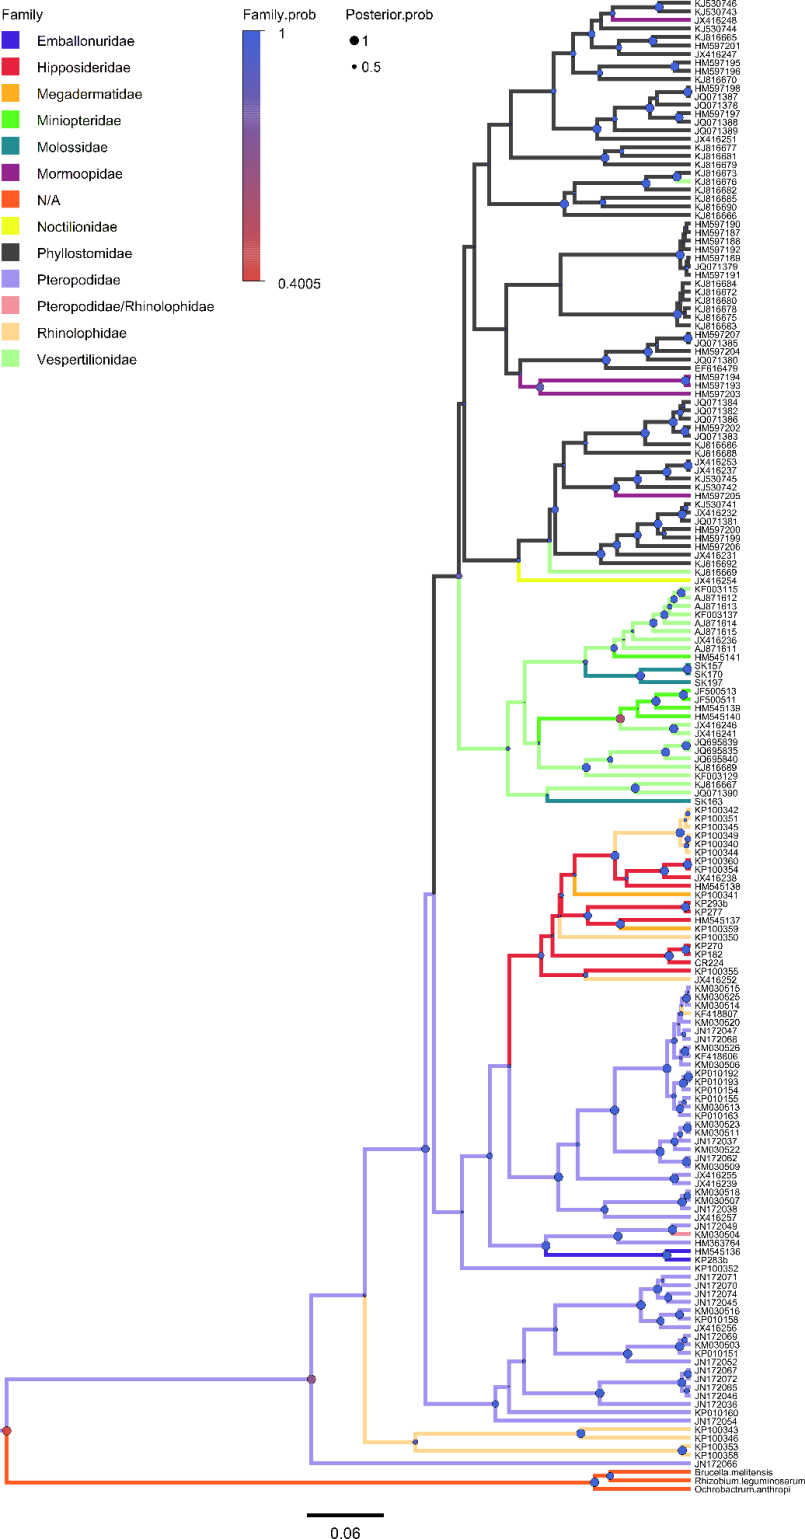 Family
Emballonuridae
Hipposideridae
Megadermatidae
Miniopteridae
Molossidae
Mormoopidae
N/A
Noctilionidae
Phyllostomidae
Pteropodidae
Pteropodidae/Rhinolophidae
Rhinolophidae
Vespertilionidae
Family.prob
1
0.4005
Posterior.prob
1
0.5
KJ530746
KJ530743
JX416248
KJ530744
KJ816665
HM597201
JX416247
HM597195
HM597196
KJ816670
HM597198
JQ071387
JQ071378
HM597197
JQ071388
JQ071389
JX416251
KJ816677
KJ816681
KJ816679
KJ816673
KJ816676
KJ816682
KJ816685
KJ816690
KJ816666
HM597190
HM597187
HM597188
HM597192
HM597189
JQ071379
HM597191
KJ816684
KJ816672
KJ816680
KJ816678
KJ816675
KJ816683
HM597207
JQ071385
HM597204
JQ071380
EF616479
HM597194
HM597193
HM597203
JQ071384
JQ071382
JQ071386
HM597202
JQ071383
KJ816686
KJ816688
JX416253
JX416237
KJ530745
KJ530742
HM597205
KJ530741
JX416232
JQ071381
HM597200
HM597199
HM597206
JX416231
KJ816692
KJ816669
JX416254
KF003115
AJ871612
AJ871613
KF003137
AJ871614
AJ871615
JX416236
AJ871611
HM545141
SK157
SK170
SK197
JF500513
JF500511
HM545139
HM545140
JX416246
JX416241
JQ695839
JQ695835
JQ695840
KJ816689
KF003129
KJ816667
JQ071390
SK163
KP100342
KP100351
KP100345
KP100349
KP100340
KP100344
KP100360
KP100354
JX416238
HM545138
KP100341
KP293b
KP277
HM545137
KP100359
KP100350
KP270
KP182
CR224
KP100355
JX416252
KM030515
KM030525
KM030514
KF418807
KM030520
JN172047
JN172068
KM030526
KF418806
KM030506
KP010192
KP010193
KP010154
KP010155
KM030513
KP010163
KM030523
KM030511
JN172037
KM030522
JN172062
KM030509
JX416255
JX416239
KM030518
KM030507
JN172038
JX416257
JN172049
KM030504
HM363764
HM545136
KP283b
KP100352
JN172071
JN172070
JN172074
JN172045
KM030516
KP010158
JX416256
JN172069
KM030503
KP010151
JN172052
JN172067
JN172072
JN172065
JN172046
JN172036
KP010160
JN172054
KP100343
KP100346
KP100353
KP100358
JN172066
Brucella.melitensis
Rhizobium.leguminosarum
Ochrobactrum.anthropi
0.06